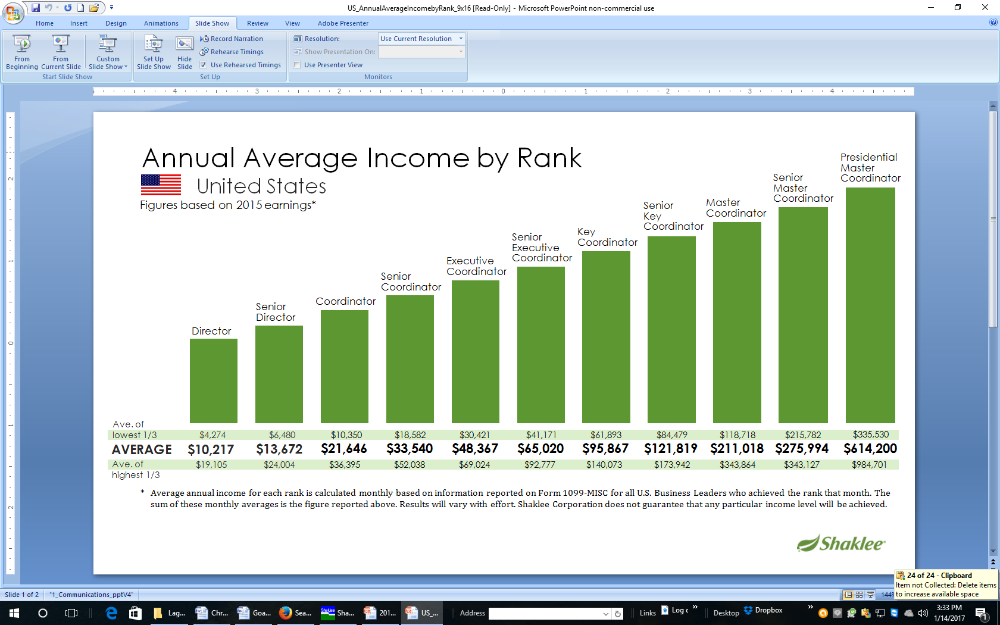 US_AnnualAverageIncomebyRank_9x16 [Read-Only] - Microsoft PowerPoint non-commercial use
Home Insert Design Animations Slide Show Review View Adobe Presenter
From Beginning
From Current Slide
Custom Slide Show
Start Slide Show
Set Up Slide Show
Hide Slide
Record Narration
Rehearse Timings
Use Rehearsed Timings
Set Up
Resolution: Use Current Resolution
Show Presentation On:
Use Presenter View
Monitors
5 4 3 2 1 0 1 2 3 4
2
1
0
1
2
Annual Average Income by Rank
United States
Figures based on 2015 earnings*
Director
Senior
Director
Coordinator
Senior
Coordinator
Executive
Coordinator
Senior
Executive
Coordinator
Key
Coordinator
Senior
Key
Coordinator
Master
Coordinator
Senior
Master
Coordinator
Presidential
Master
Coordinator
Ave. of
lowest 1/3 $4,274 $6,480 $10,350 $18,582 $30,421 $41,171 $61,893 $84,479 $118,718 $215,782 $335,530
AVERAGE $10,217 $13,672 $21,646 $33,540 $48,367 $65,020 $95,867 $121,819 $211,018 $275,994 $614,200
Ave. of $19,105 $24,004 $36,395 $52,038 $69,024 $92,777 $140,073 $173,942 $343,864 $343,127 $984,701
highest 1/3
* Average annual income for each rank is calculated monthly based on information reported on Form 1099-MISC for all U.S. Business Leaders who achieved the rank that month. The
sum of these monthly averages is the figure reported above. Results will vary with effort. Shaklee Corporation does not guarantee that any particular income level will be achieved.
Shaklee
24 of 24 - Clipboard
Item not Collected: Delete items
to increase available space
Slide 1 of 2 "1_Communications_pptV4" 144
Lag... Chr... Goa... Sea... Shaklee Sha... 201... US_... Address Links Log c » Desktop Dropbox »
3:33 PM
1/14/2017
1